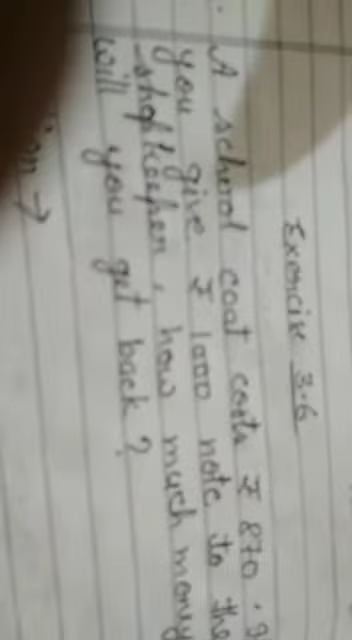 Exercise 3.6
. A school coat costs ₹ 870.
you give ₹ 1000 note to the
shopkeeper, how much money
will you get back?